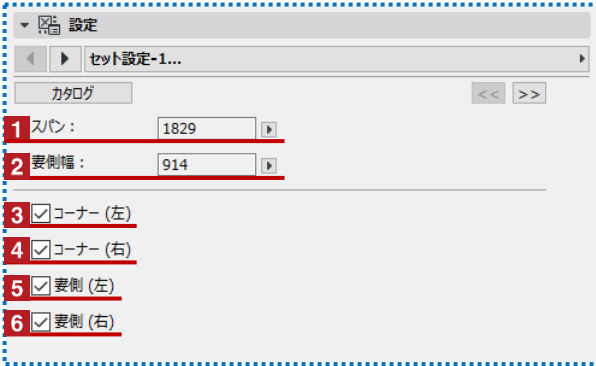 設定
セット設定-1...
カタログ << >>
1 スパン： 1829
2 妻側幅： 914
3 コーナー (左)
4 コーナー (右)
5 妻側 (左)
6 妻側 (右)